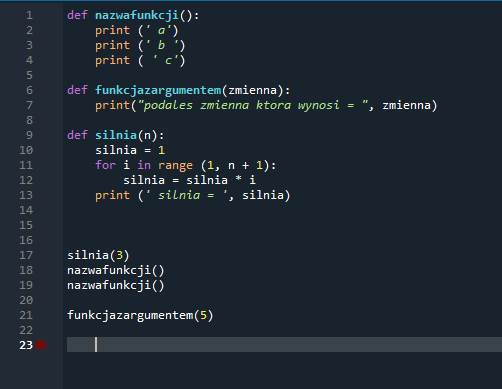 1 def nazwafunkcji():
2     print (' a')
3     print (' b ')
4     print ( ' c')
5
6 def funkcjazargumentem(zmienna):
7     print("podales zmienna ktora wynosi = ", zmienna)
8
9 def silnia(n):
10     silnia = 1
11     for i in range (1, n + 1):
12         silnia = silnia * i
13     print (' silnia = ', silnia)
14
15
16
17 silnia(3)
18 nazwafunkcji()
19 nazwafunkcji()
20
21 funkcjazargumentem(5)
22
23